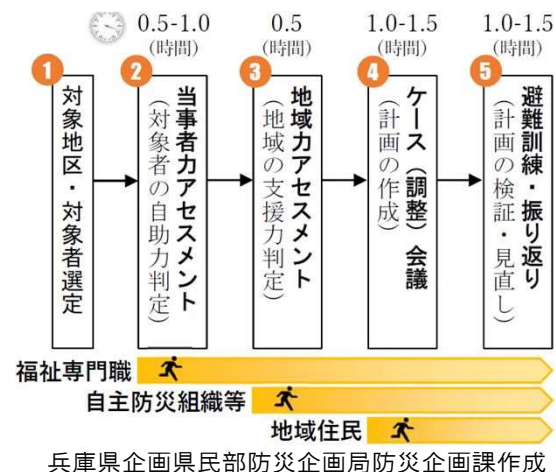 0.5-1.0
(時間)
0.5
(時間)
1.0-1.5
(時間)
1.0-1.5
(時間)
1
対象地区・対象者選定
2
当事者力アセスメント
(対象者の自助力判定)
3
地域力アセスメント
(地域の支援力判定)
4
ケース(調整)会議
(計画の作成)
5
避難訓練・振り返り
(計画の検証・見直し)
福祉専門職
自主防災組織等
地域住民
兵庫県企画県民部防災企画局防災企画課作成